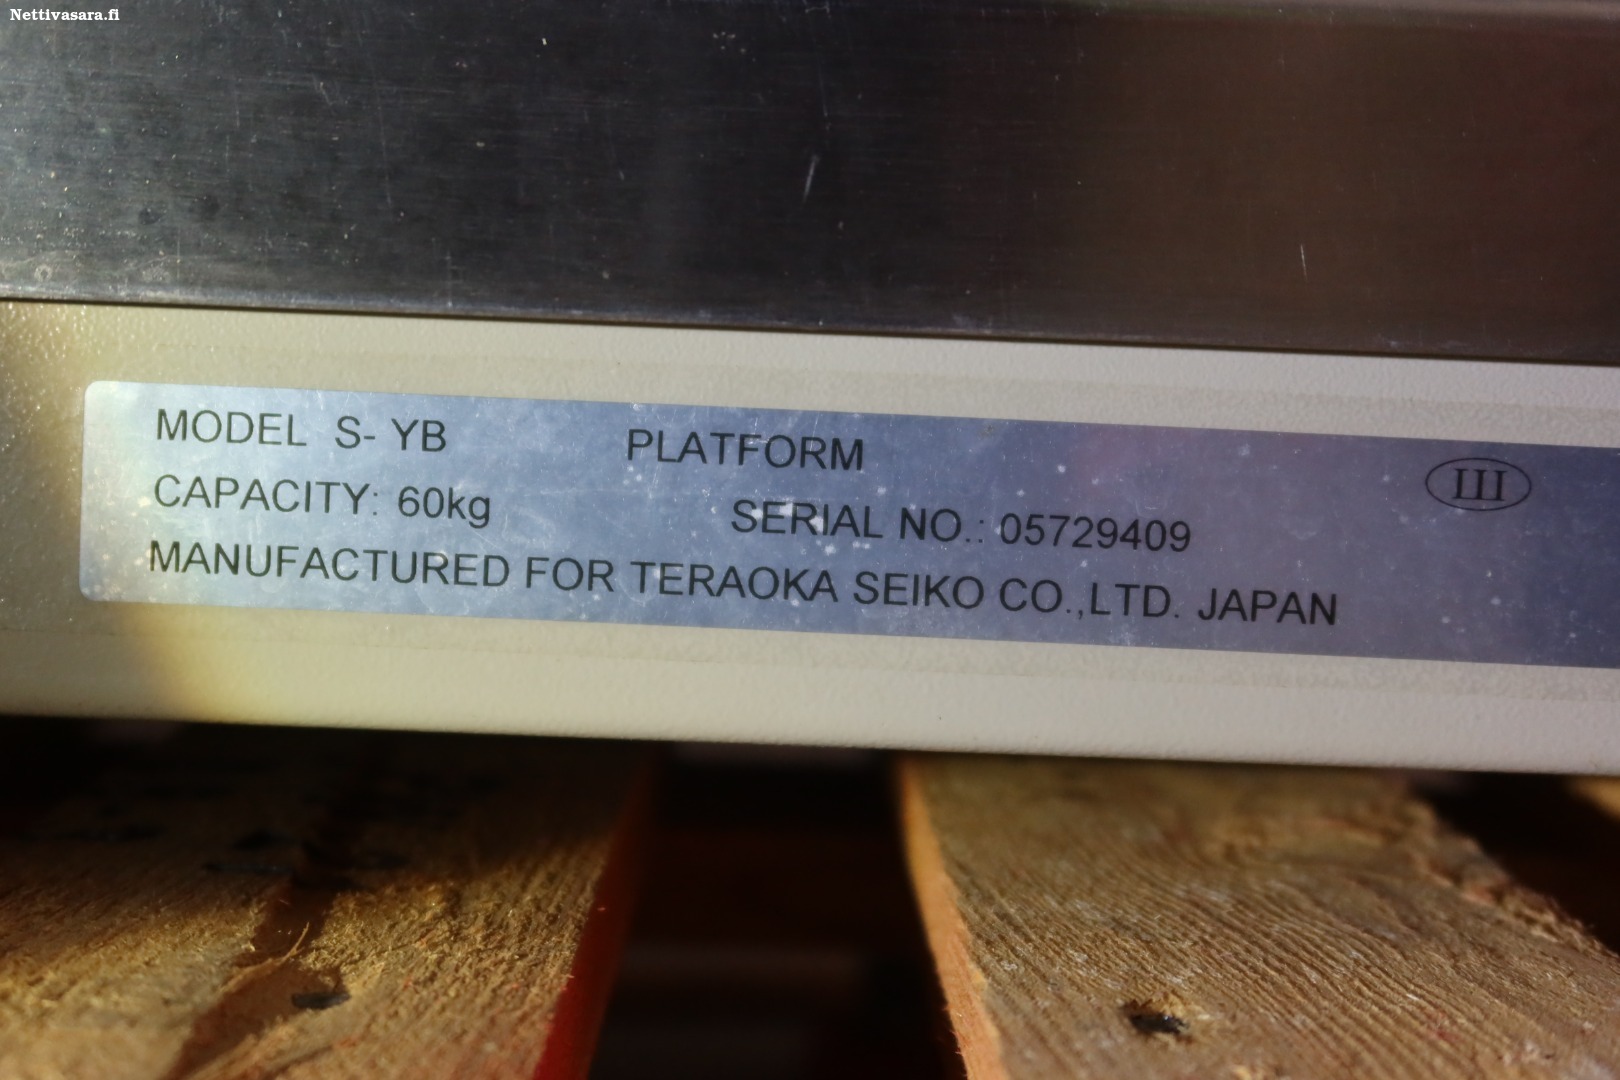 Nettivasara.fi
MODEL S- YB PLATFORM
III
CAPACITY: 60kg SERIAL NO.: 05729409
MANUFACTURED FOR TERAOKA SEIKO CO.,LTD. JAPAN